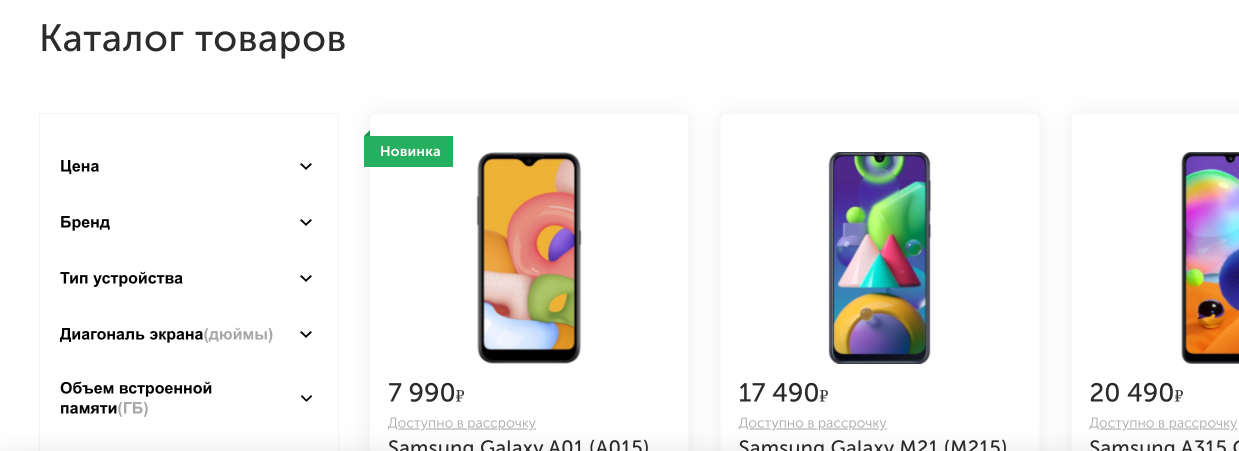 Каталог товаров
Цена
Бренд
Тип устройства
Диагональ экрана(дюймы)
Объем встроенной
памяти(ГБ)
Новинка
7 990₽
Доступно в рассрочку
Samsung Galaxy A01 (A015)
17 490₽
Доступно в рассрочку
Samsung Galaxy M21 (M215)
20 490₽
Доступно в рассрочку
Samsung A315